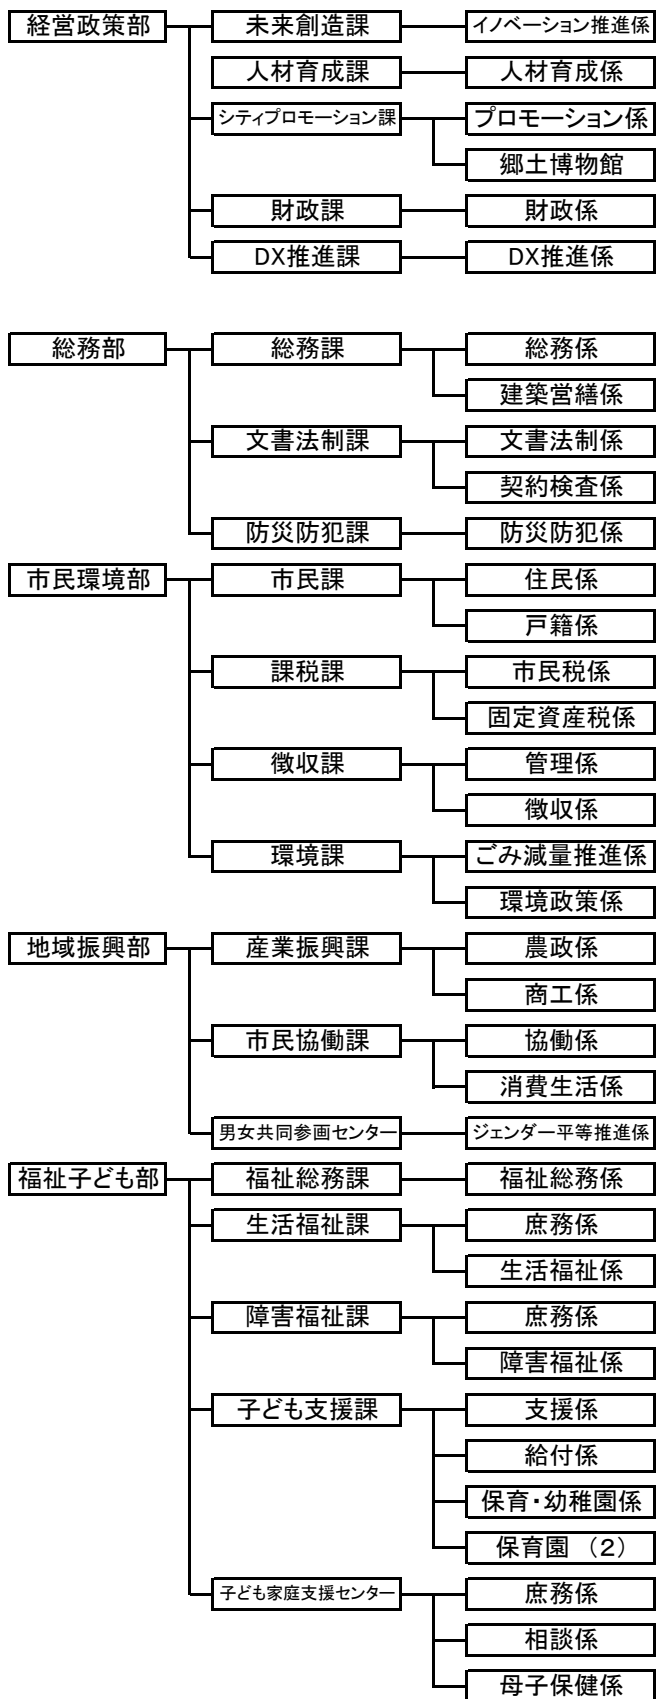 経営政策部 未来創造課 イノベーション推進係
人材育成課 人材育成係
シティプロモーション課 プロモーション係
郷土博物館
財政課 財政係
DX推進課 DX推進係
総務部 総務課 総務係
建築営繕係
文書法制課 文書法制係
契約検査係
防災防犯課 防災防犯係
市民環境部 市民課 住民係
戸籍係
課税課 市民税係
固定資産税係
徴収課 管理係
徴収係
環境課 ごみ減量推進係
環境政策係
地域振興部 産業振興課 農政係
商工係
市民協働課 協働係
消費生活係
男女共同参画センター ジェンダー平等推進係
福祉子ども部 福祉総務課 福祉総務係
生活福祉課 庶務係
生活福祉係
障害福祉課 庶務係
障害福祉係
子ども支援課 支援係
給付係
保育・幼稚園係
保育園 （2）
子ども家庭支援センター 庶務係
相談係
母子保健係